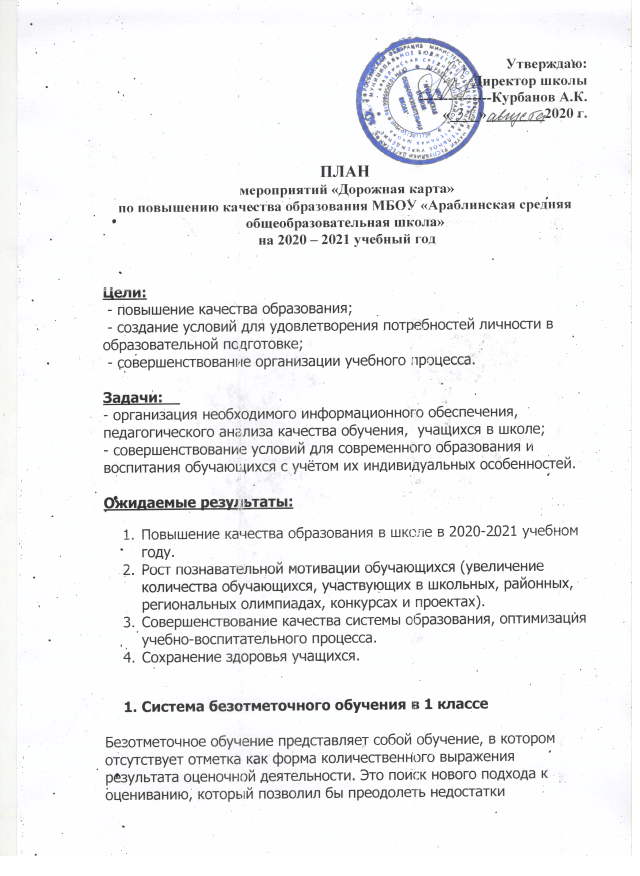 Утверждаю:
Директор школы
Курбанов А.К.
«31» августа 2020 г.
ПЛАН
мероприятий «Дорожная карта»
по повышению качества образования МБОУ «Араблинская средняя
общеобразовательная школа»
на 2020 – 2021 учебный год
Цели:
- повышение качества образования;
- создание условий для удовлетворения потребностей личности в
образовательной подготовке;
- совершенствование организации учебного процесса.
Задачи:
- организация необходимого информационного обеспечения,
педагогического анализа качества обучения, учащихся в школе;
- совершенствование условий для современного образования и
воспитания обучающихся с учётом их индивидуальных особенностей.
Ожидаемые результаты:
1. Повышение качества образования в школе в 2020-2021 учебном
году.
2. Рост познавательной мотивации обучающихся (увеличение
количества обучающихся, участвующих в школьных, районных,
региональных олимпиадах, конкурсах и проектах).
3. Совершенствование качества системы образования, оптимизация
учебно-воспитательного процесса.
4. Сохранение здоровья учащихся.
1. Система безотметочного обучения в 1 классе
Безотметочное обучение представляет собой обучение, в котором
отсутствует отметка как форма количественного выражения
результата оценочной деятельности. Это поиск нового подхода к
оцениванию, который позволил бы преодолеть недостатки